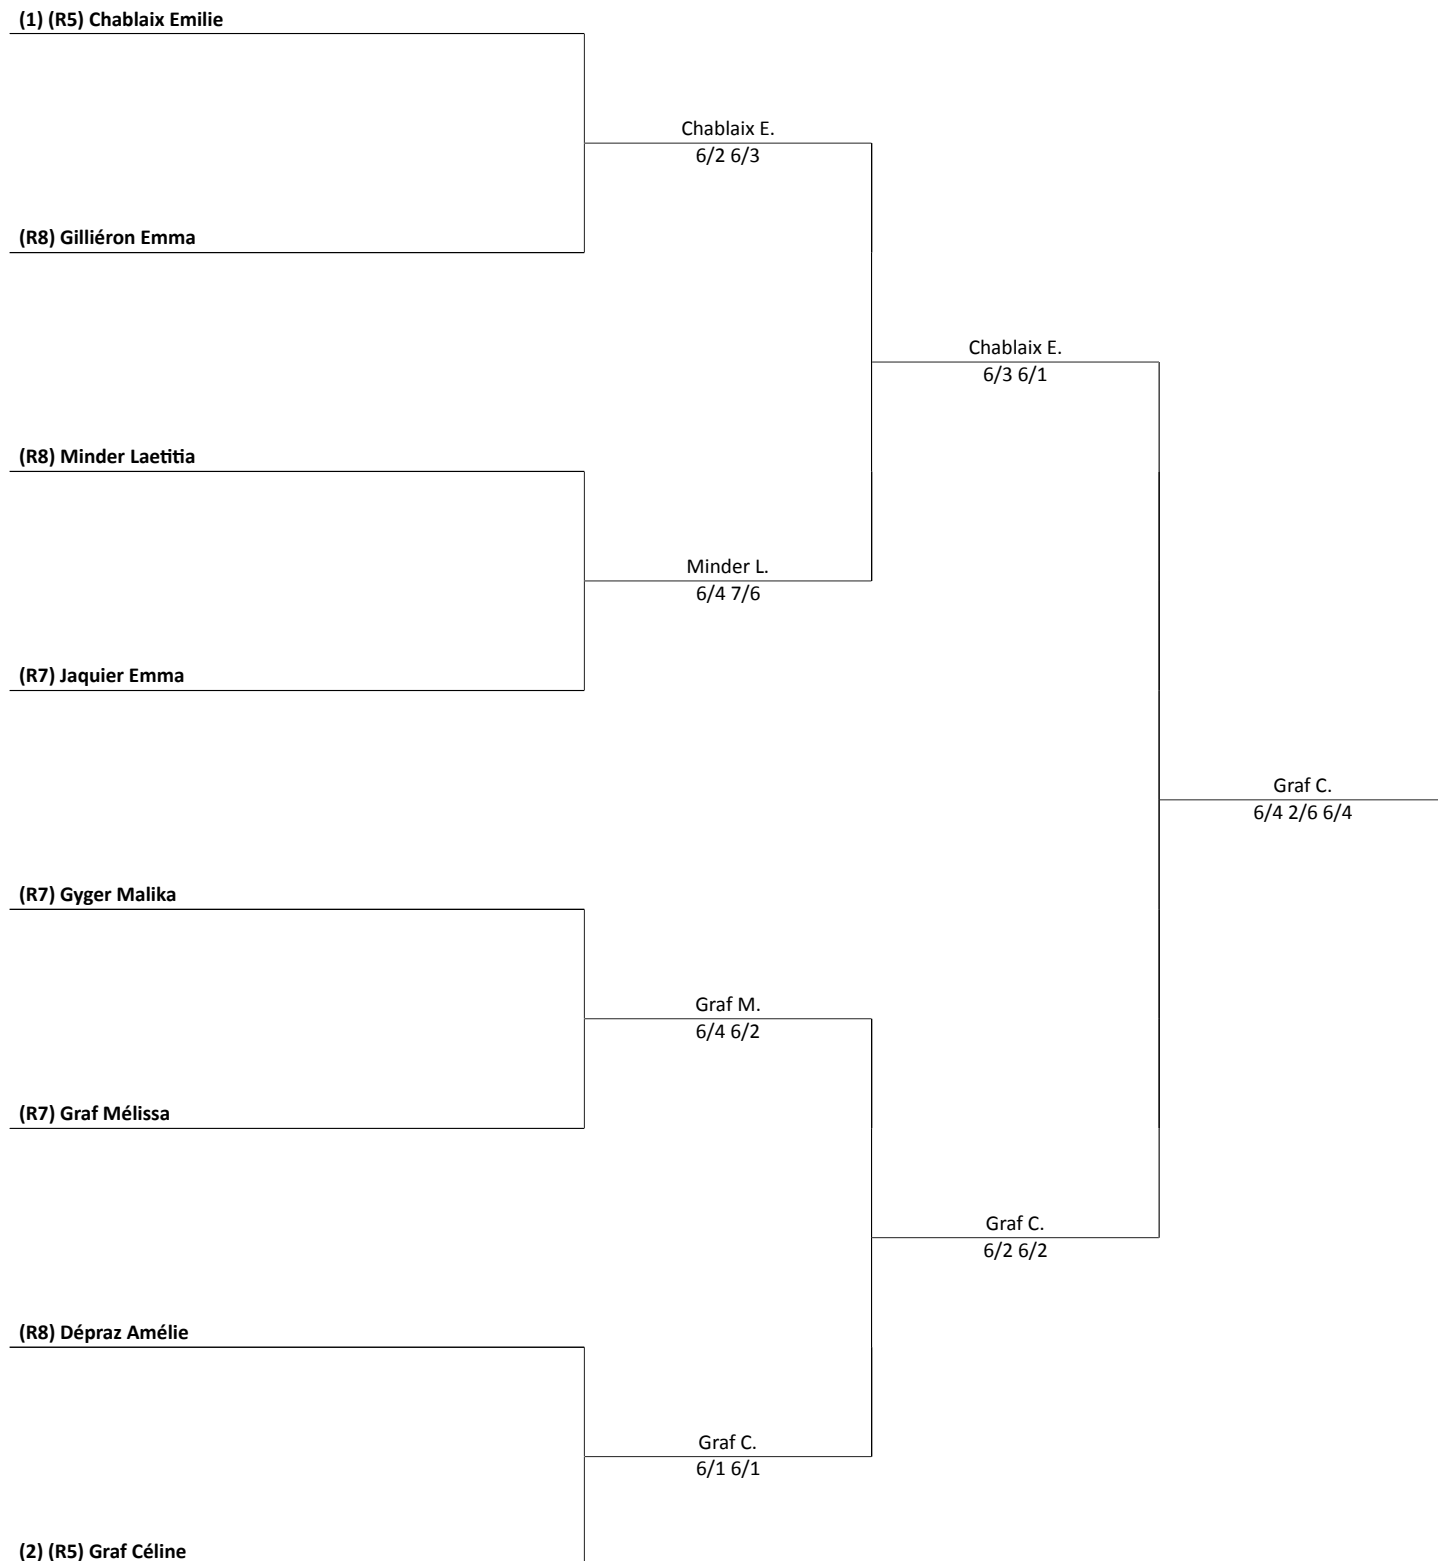 (1) (R5) Chablaix Emilie
Chablaix E.
6/2 6/3
(R8) Gilliéron Emma
Chablaix E.
6/3 6/1
(R8) Minder Laetitia
Minder L.
6/4 7/6
(R7) Jaquier Emma
Graf C.
6/4 2/6 6/4
(R7) Gyger Malika
Graf M.
6/4 6/2
(R7) Graf Mélissa
Graf C.
6/2 6/2
(R8) Dépraz Amélie
Graf C.
6/1 6/1
(2) (R5) Graf Céline